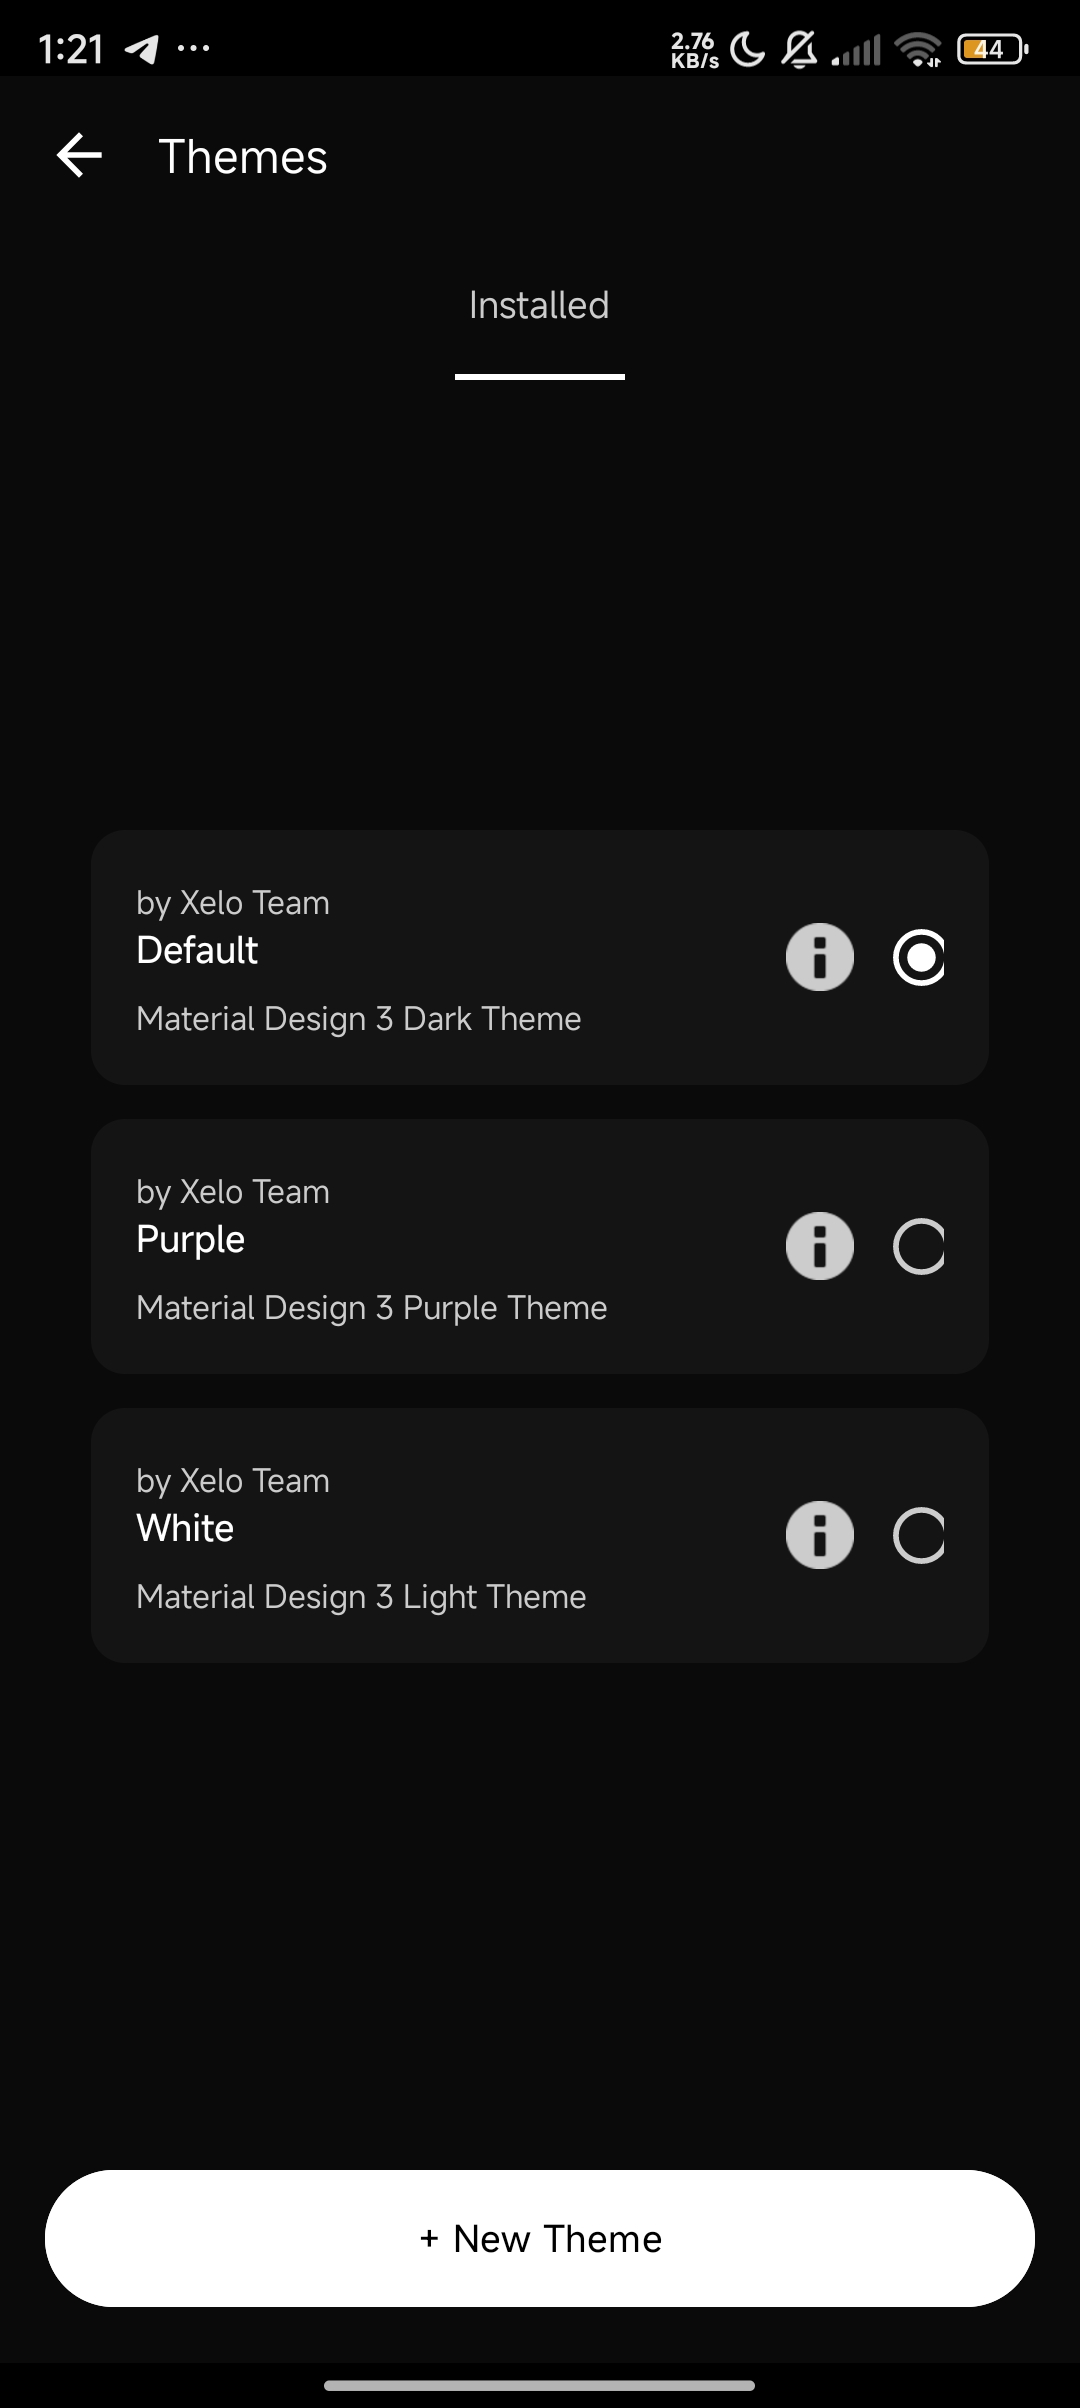 1:21 ...
2.76
KB/s
44
Themes
Installed
by Xelo Team
Default
Material Design 3 Dark Theme
by Xelo Team
Purple
Material Design 3 Purple Theme
by Xelo Team
White
Material Design 3 Light Theme
+ New Theme